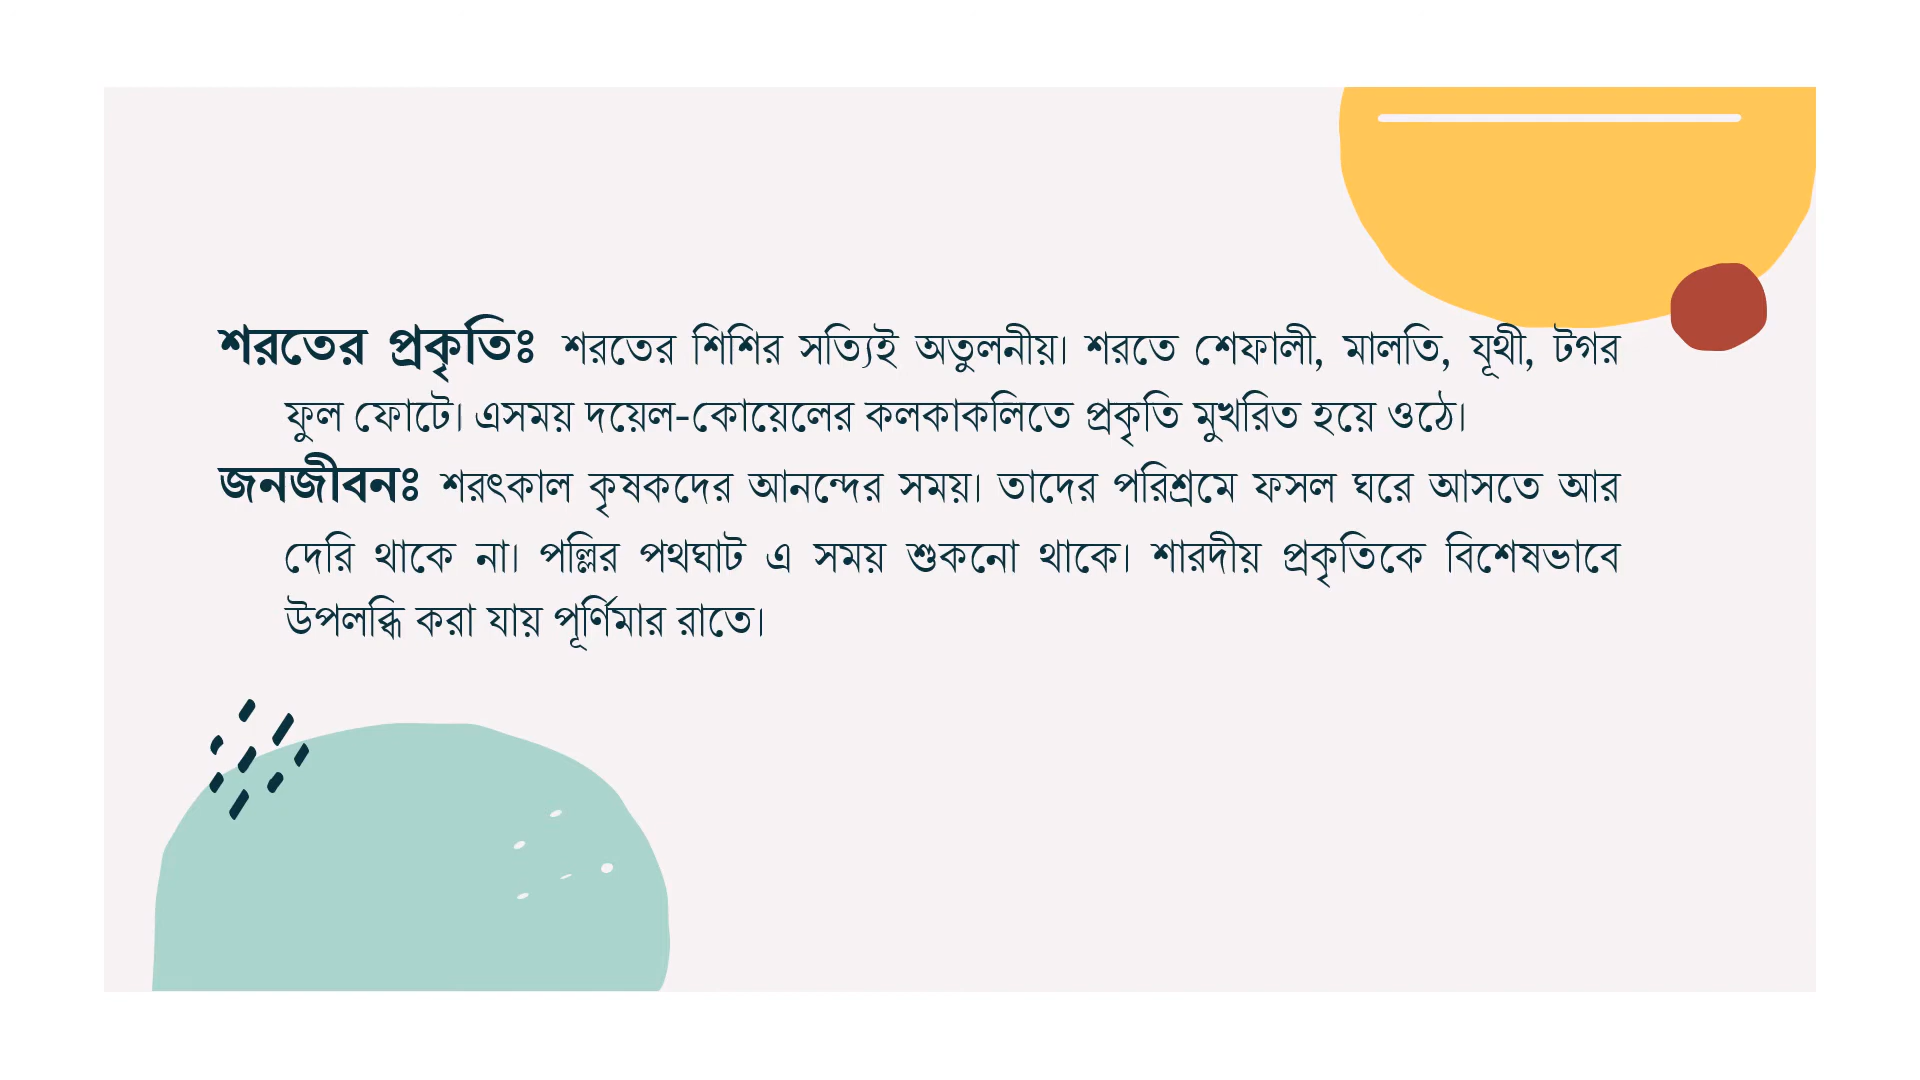 শরতের প্রকৃতিঃ শরতের শিশির সত্যিই অতুলনীয়। শরতে শেফালী, মালতি, যূথী, টগর
ফুল ফোটে। এসময় দয়েল-কোয়েলের কলকাকলিতে প্রকৃতি মুখরিত হয়ে ওঠে।
জনজীবনঃ শরৎকাল কৃষকদের আনন্দের সময়। তাদের পরিশ্রমে ফসল ঘরে আসতে আর
দেরি থাকে না। পল্লির পথঘাট এ সময় শুকনো থাকে। শারদীয় প্রকৃতিকে বিশেষভাবে
উপলব্ধি করা যায় পূর্ণিমার রাতে।